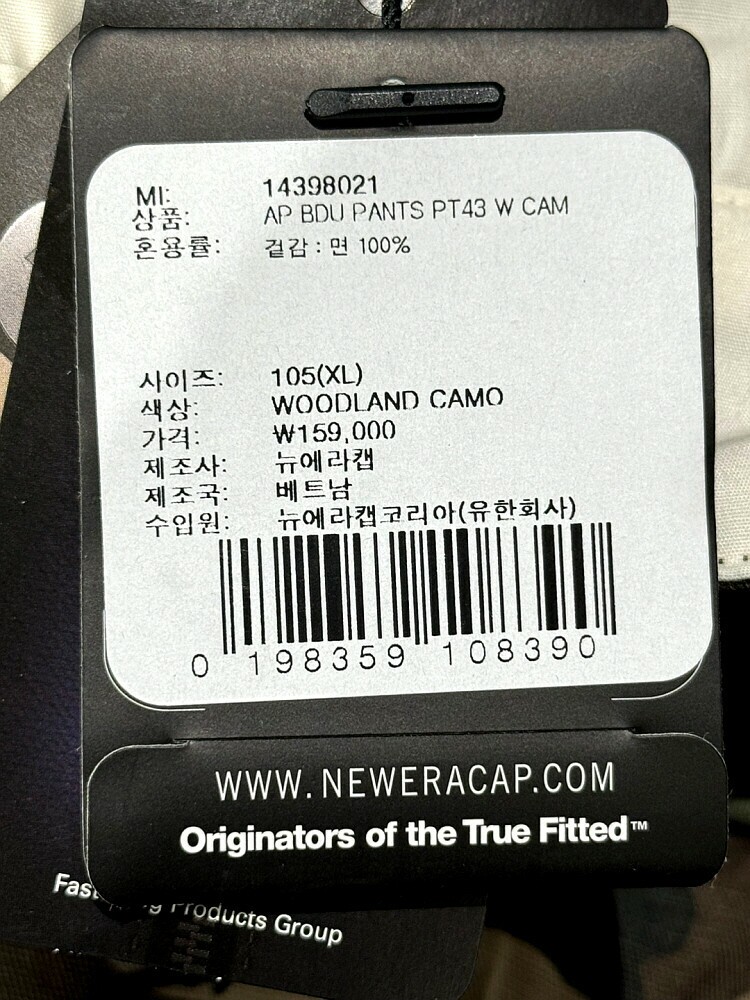 MI: 14398021
상품: AP BDU PANTS PT43 W CAM
혼용률: 겉감 : 면 100%
사이즈: 105(XL)
색상: WOODLAND CAMO
가격: ₩159,000
제조사: 뉴에라캡
제조국: 베트남
수입원: 뉴에라캡코리아(유한회사)
0 198359 108390
WWW.NEWERACAP.COM
Originators of the True Fitted™
Products Group